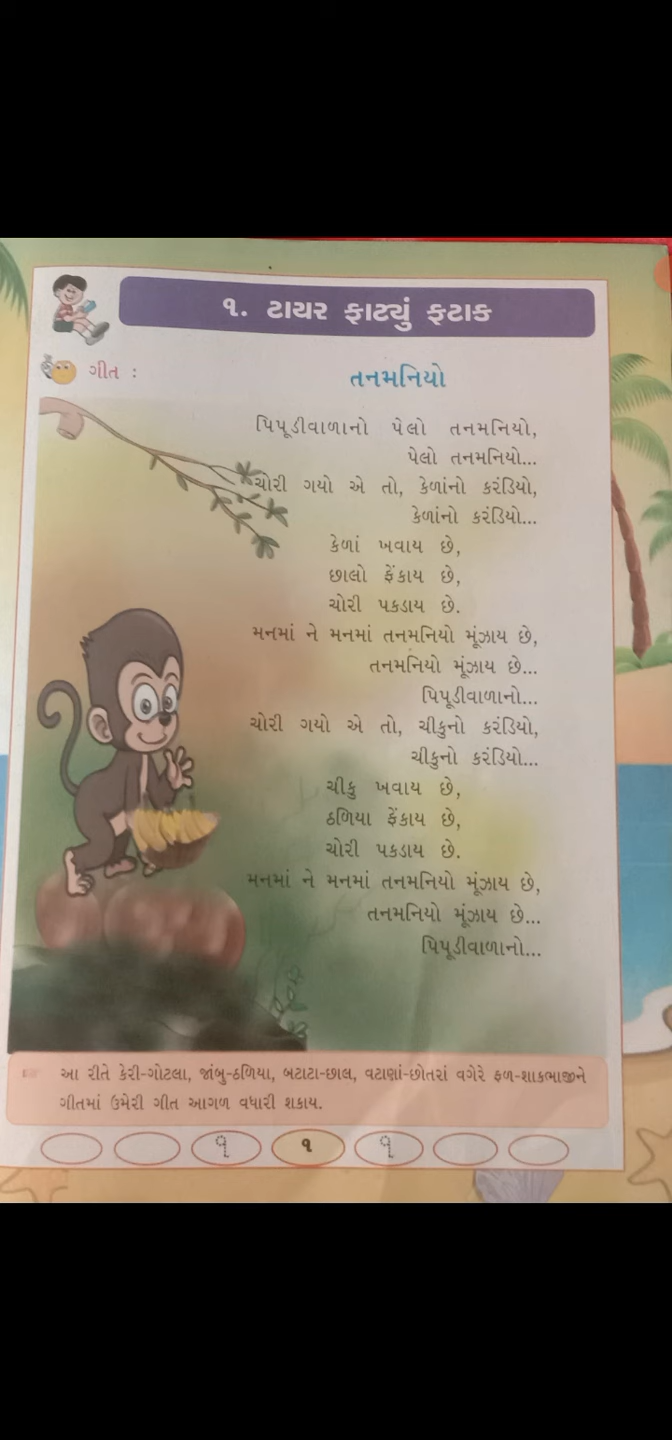 ૧. ટાયર ફાટ્યું ફટાક
ગીત :
તનમનિયો
પિપૂડીવાળાનો પેલો તનમનિયો,
પેલો તનમનિયો...
ચોરી ગયો એ તો, કેળાંનો કરંડિયો,
કેળાંનો કરંડિયો...
કેળાં ખવાય છે,
છાલો ફેંકાય છે,
ચોરી પકડાય છે.
મનમાં ને મનમાં તનમનિયો મૂંઝાય છે,
તનમનિયો મૂંઝાય છે...
પિપૂડીવાળાનો...
ચોરી ગયો એ તો, ચીકુનો કરંડિયો,
ચીકુનો કરંડિયો...
ચીકુ ખવાય છે,
ઠળિયા ફેંકાય છે,
ચોરી પકડાય છે.
મનમાં ને મનમાં તનમનિયો મૂંઝાય છે,
તનમનિયો મૂંઝાય છે...
પિપૂડીવાળાનો...
આ રીતે કેરી-ગોટલા, જાંબુ-ઠળિયા, બટાટા-છાલ, વટાણાં-છોતરાં વગેરે ફળ-શાકભાજીને
ગીતમાં ઉમેરી ગીત આગળ વધારી શકાય.
૧ ૧ ૧